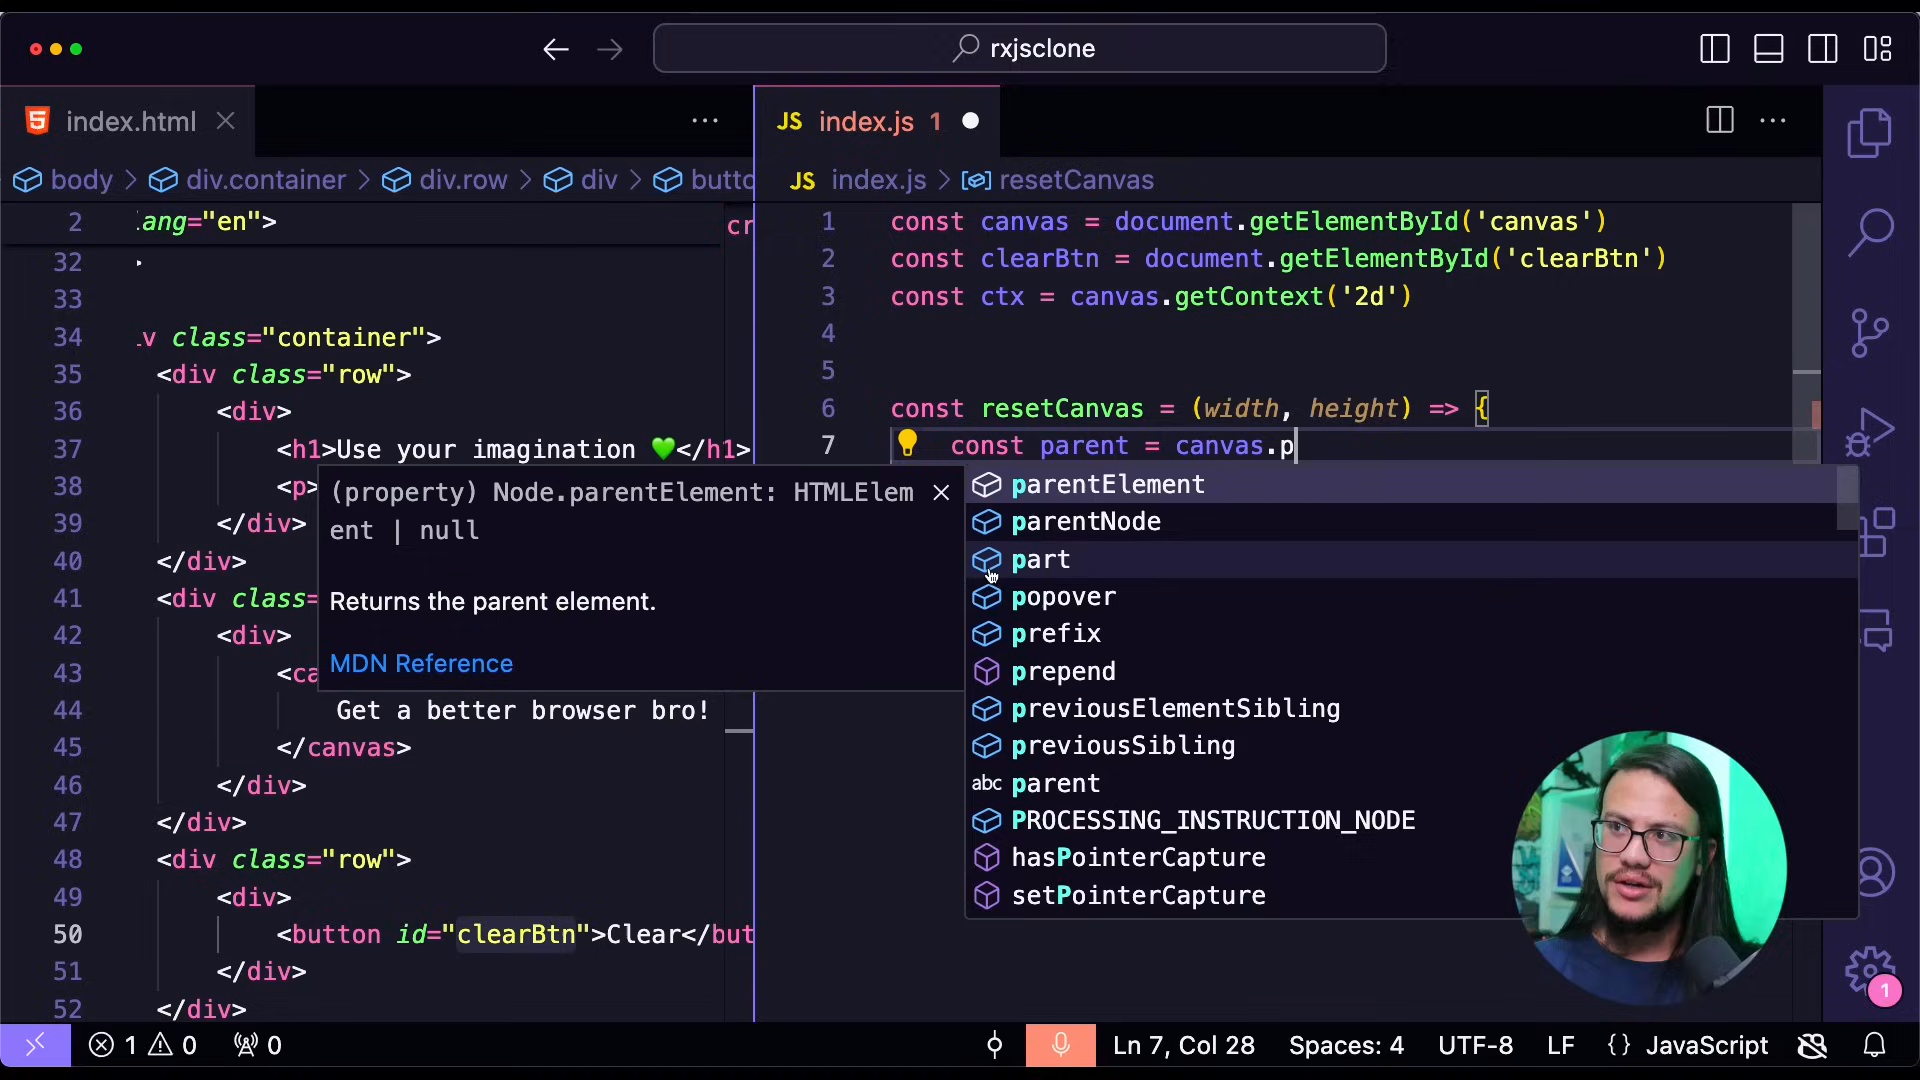 rxjsclone
index.html
JS index.js 1
body > div.container > div.row > div > butto
JS index.js > resetCanvas
2 ang="en">
cr
32 >
33
34 v class="container">
35 <div class="row">
36 <div>
37 <h1>Use your imagination 💚</h1>
38 <p>
39 </div>
40 </div>
41 <div class=
42 <div>
43 <ca
44 Get a better browser bro!
45 </canvas>
46 </div>
47 </div>
48 <div class="row">
49 <div>
50 <button id="clearBtn">Clear</but
51 </div>
52 </div>
(property) Node.parentElement: HTMLElem
ent | null
Returns the parent element.
MDN Reference
1 const canvas = document.getElementById('canvas')
2 const clearBtn = document.getElementById('clearBtn')
3 const ctx = canvas.getContext('2d')
4
5
6 const resetCanvas = (width, height) => {
7 const parent = canvas.p
parentElement
parentNode
part
popover
prefix
prepend
previousElementSibling
previousSibling
abc parent
PROCESSING_INSTRUCTION_NODE
hasPointerCapture
setPointerCapture
1
1 0 0 Ln 7, Col 28 Spaces: 4 UTF-8 LF {} JavaScript